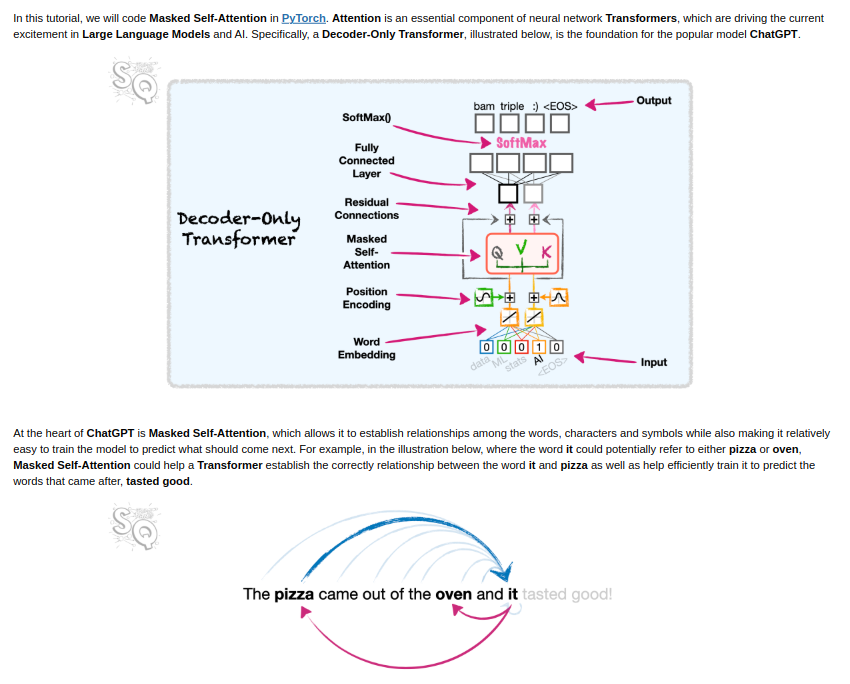 In this tutorial, we will code Masked Self-Attention in PyTorch. Attention is an essential component of neural network Transformers, which are driving the current
excitement in Large Language Models and AI. Specifically, a Decoder-Only Transformer, illustrated below, is the foundation for the popular model ChatGPT.
SQ
bam triple :) <EOS>
Output
SoftMax()
SoftMax
Fully
Connected
Layer
Residual
Connections
Decoder-Only
Transformer
Masked
Self-
Attention
Q V K
Position
Encoding
Word
Embedding
0 0 0 1 0
data ML stats AI <EOS>
Input
At the heart of ChatGPT is Masked Self-Attention, which allows it to establish relationships among the words, characters and symbols while also making it relatively
easy to train the model to predict what should come next. For example, in the illustration below, where the word it could potentially refer to either pizza or oven,
Masked Self-Attention could help a Transformer establish the correctly relationship between the word it and pizza as well as help efficiently train it to predict the
words that came after, tasted good.
SQ
The pizza came out of the oven and it tasted good!